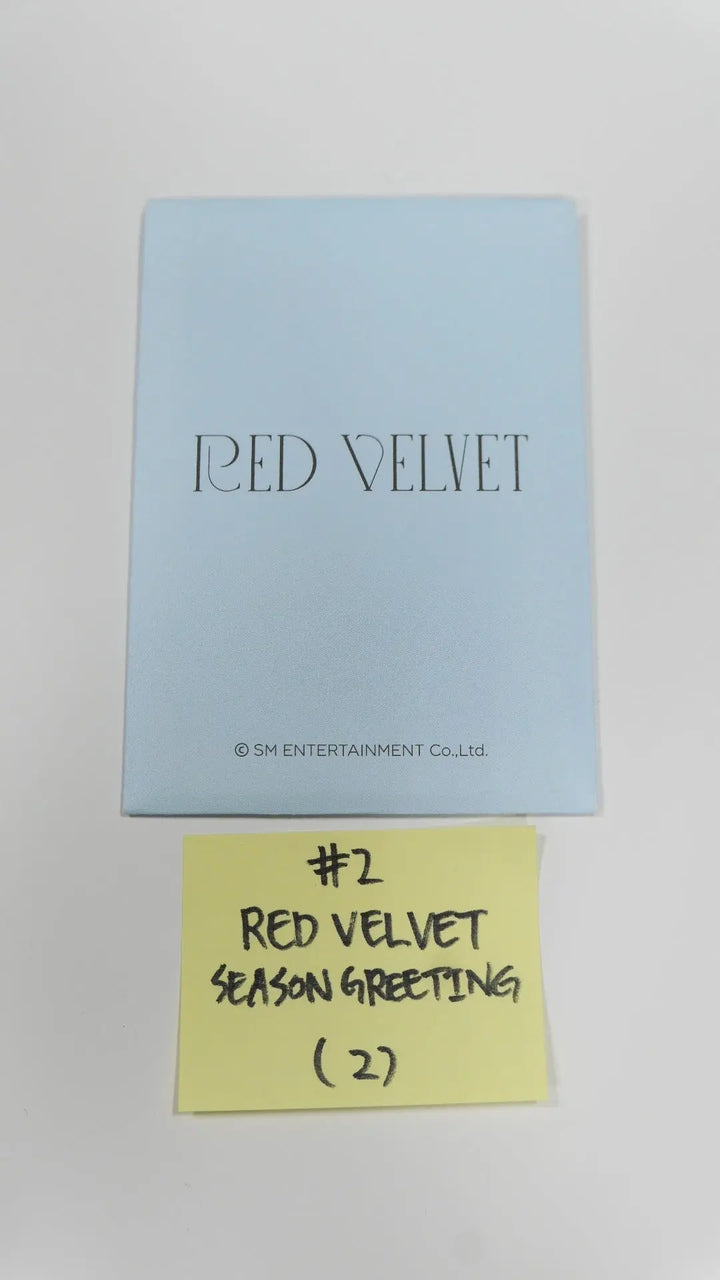 RED VELVET
© SM ENTERTAINMENT Co.,Ltd.
#2
RED VELVET
SEASON GREETING
(2)